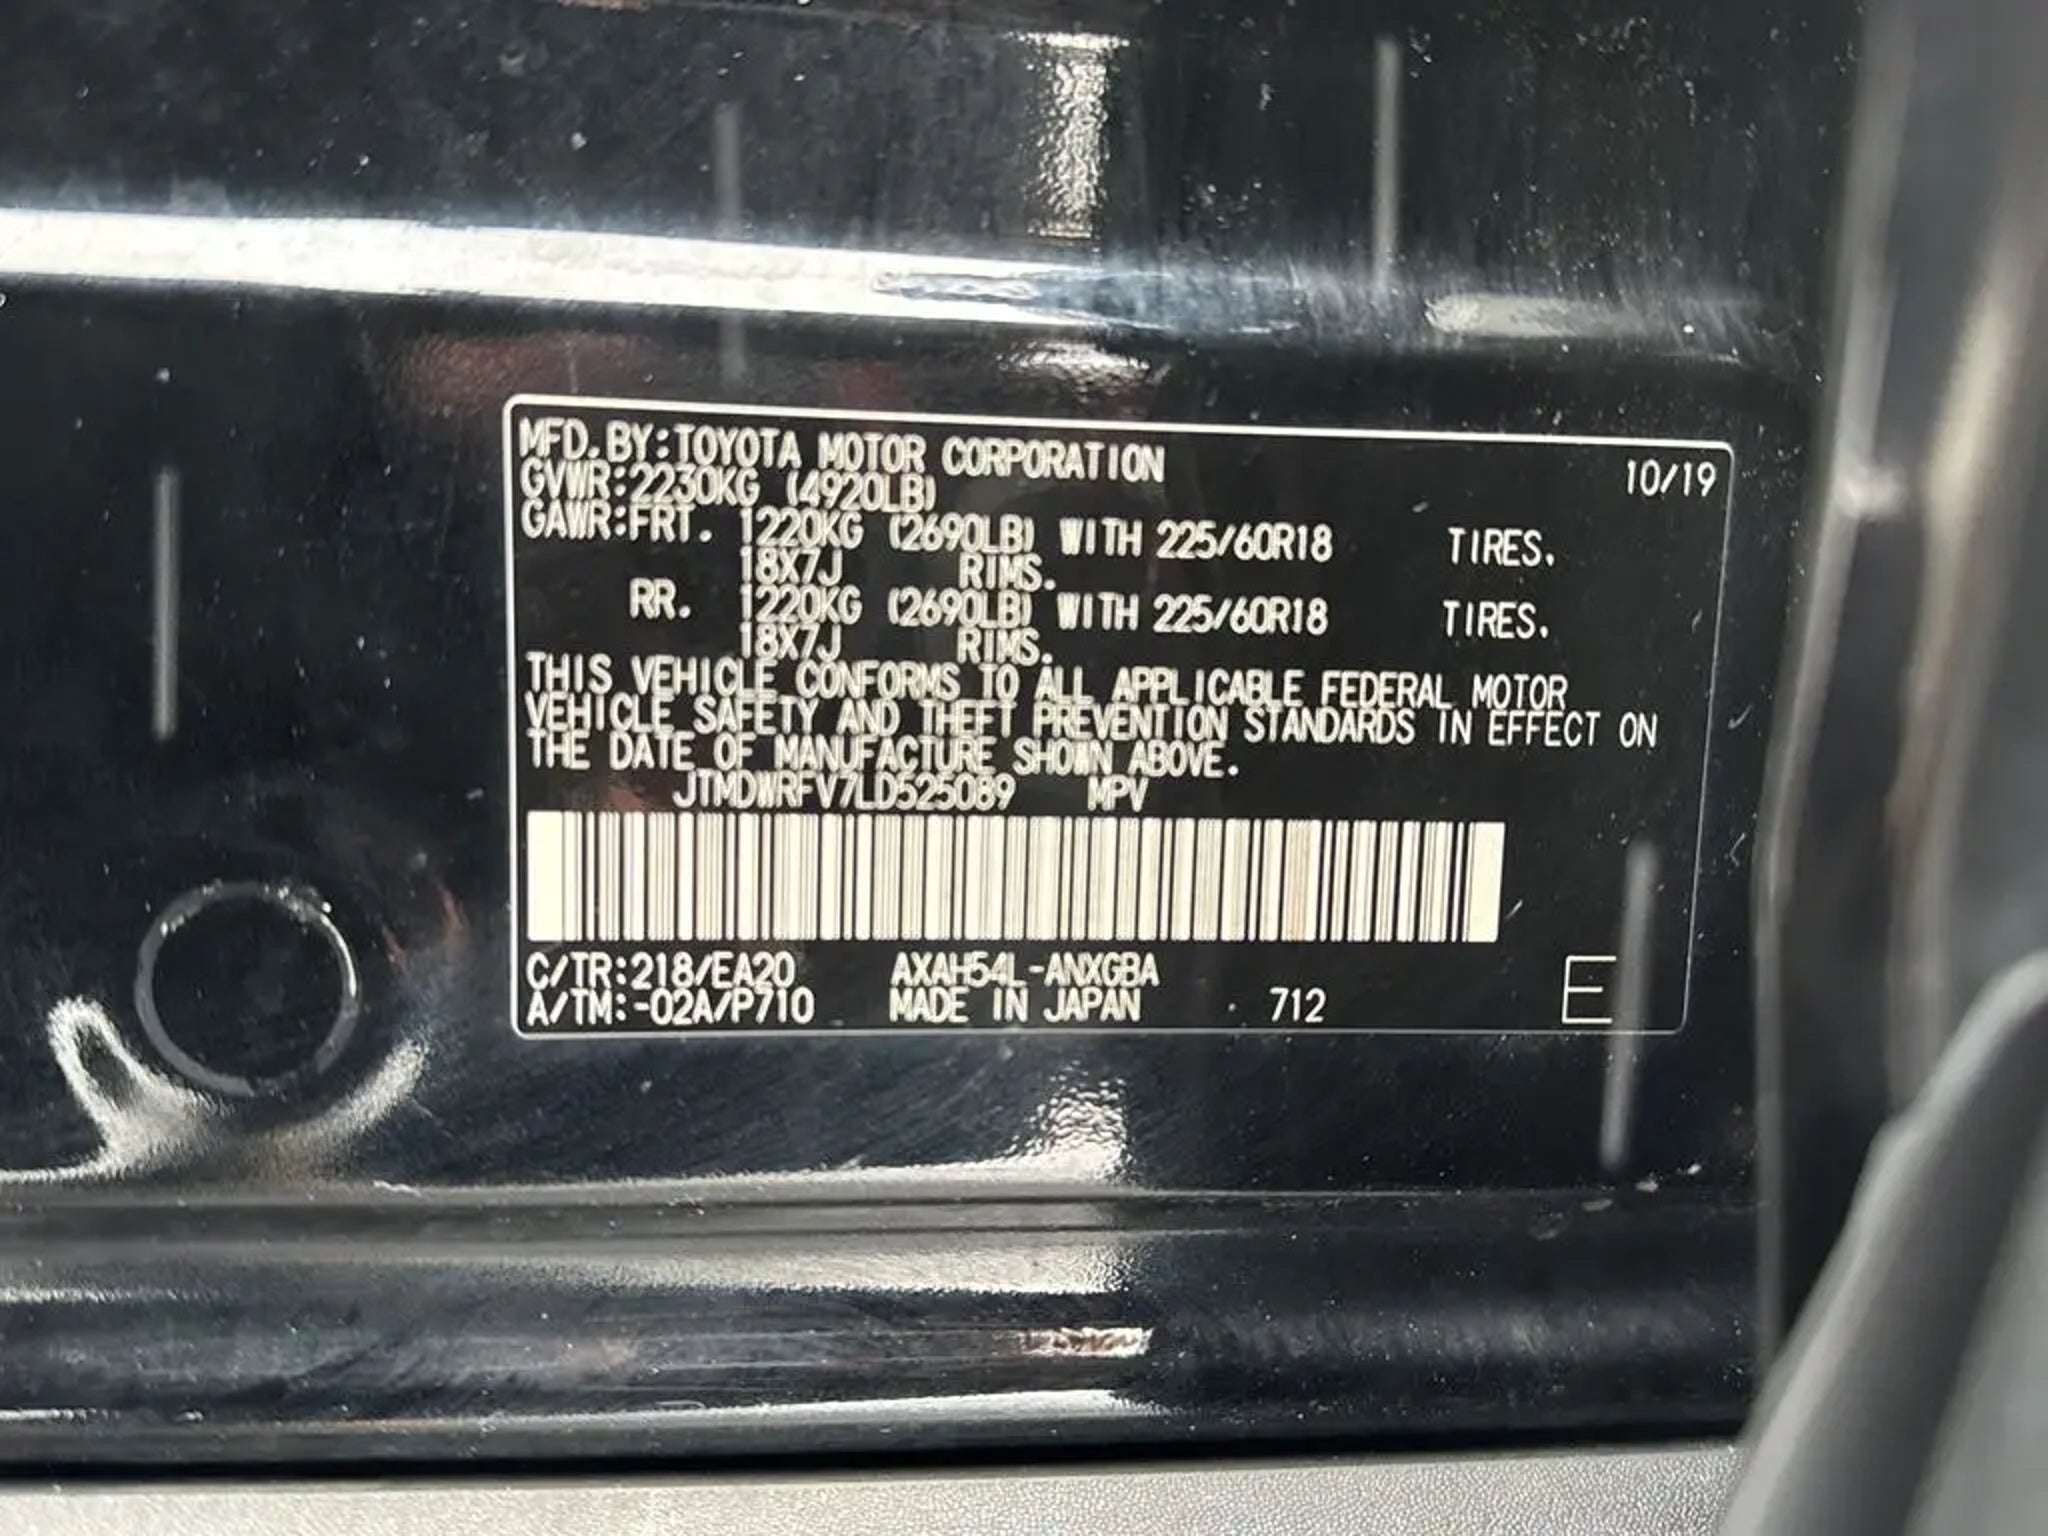 MFD.BY:TOYOTA MOTOR CORPORATION 10/19
GVWR:2230KG (4920LB)
GAWR:FRT. 1220KG (2690LB) WITH 225/60R18 TIRES.
18X7J RIMS.
RR. 1220KG (2690LB) WITH 225/60R18 TIRES.
18X7J RIMS.
THIS VEHICLE CONFORMS TO ALL APPLICABLE FEDERAL MOTOR
VEHICLE SAFETY AND THEFT PREVENTION STANDARDS IN EFFECT ON
THE DATE OF MANUFACTURE SHOWN ABOVE.
JTMDWRFV7LD525089 MPV
C/TR:218/EA20 AXAH54L-ANXGBA
A/TM:-02A/P710 MADE IN JAPAN 712 E